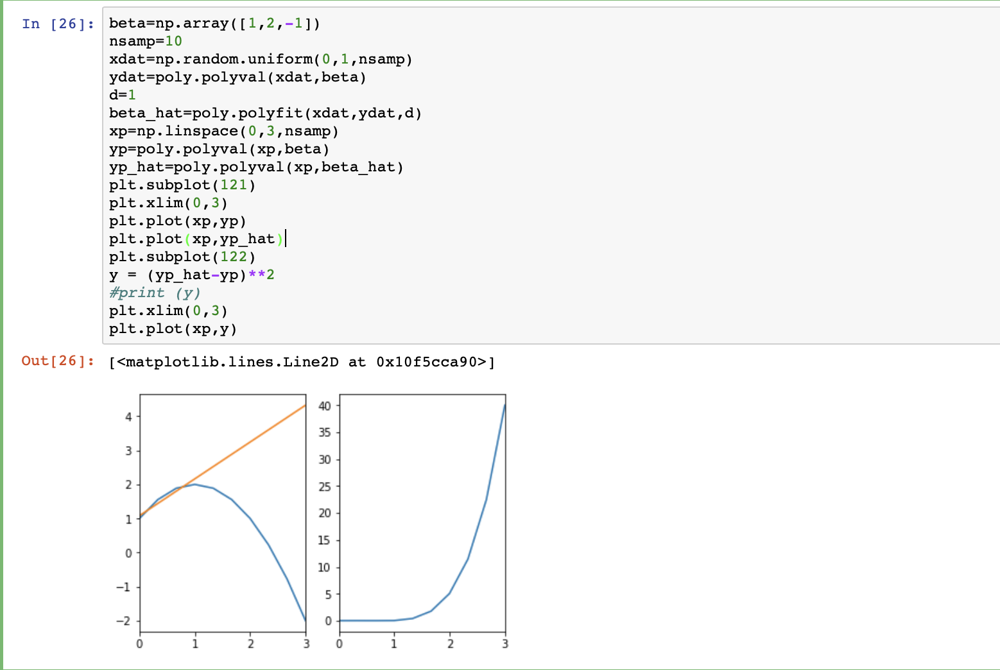 In [26]:
beta=np.array([1,2,-1])
nsamp=10
xdat=np.random.uniform(0,1,nsamp)
ydat=poly.polyval(xdat,beta)
d=1
beta_hat=poly.polyfit(xdat,ydat,d)
xp=np.linspace(0,3,nsamp)
yp=poly.polyval(xp,beta)
yp_hat=poly.polyval(xp,beta_hat)
plt.subplot(121)
plt.xlim(0,3)
plt.plot(xp,yp)
plt.plot(xp,yp_hat)
plt.subplot(122)
y = (yp_hat-yp)**2
#print (y)
plt.xlim(0,3)
plt.plot(xp,y)
Out[26]: [<matplotlib.lines.Line2D at 0x10f5cca90>]
4
3
2
1
0
−1
−2
0 1 2 3
40
35
30
25
20
15
10
5
0
0 1 2 3